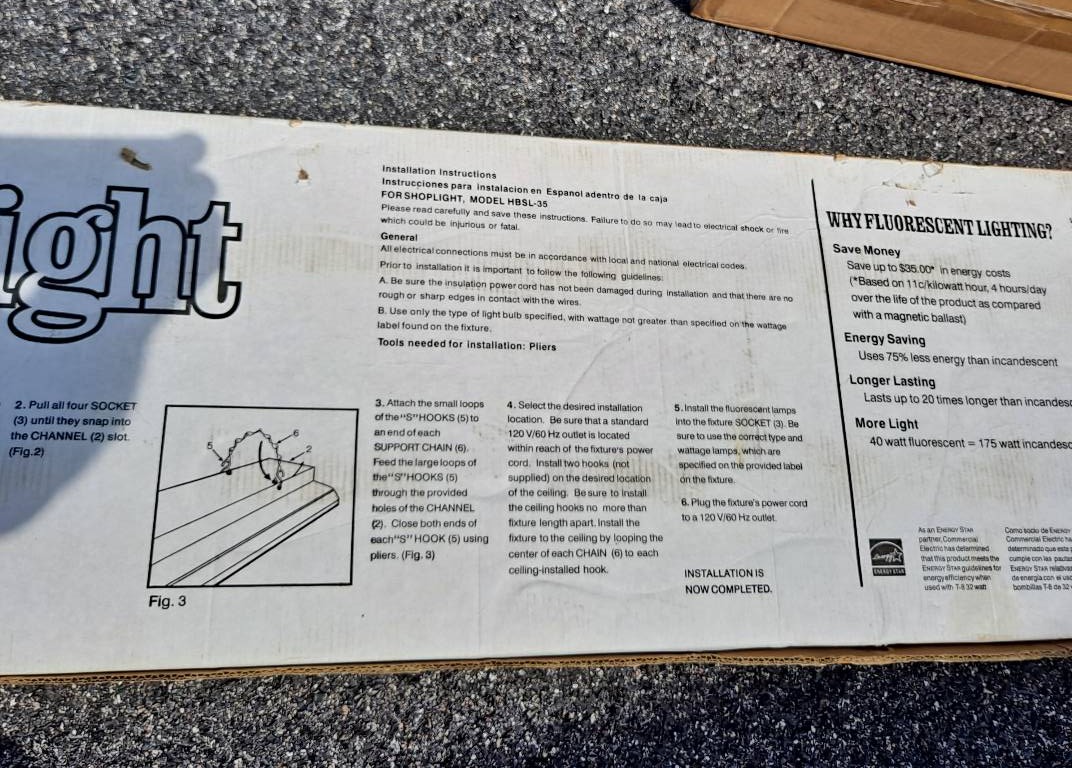 ight
Installation Instructions
Instrucciones para instalacion en Espanol adentro de la caja
FOR SHOPLIGHT, MODEL HBSL-35
Please read carefully and save these instructions. Failure to do so may lead to electrical shock or fire
which could be injurious or fatal.
General
All electrical connections must be in accordance with local and national electrical codes.
Prior to installation it is important to follow the following guidelines:
A. Be sure the insulation power cord has not been damaged during installation and that there are no
rough or sharp edges in contact with the wires.
B. Use only the type of light bulb specified, with wattage not greater than specified on the wattage
label found on the fixture.
Tools needed for installation: Pliers
2. Pull all four SOCKET
(3) until they snap into
the CHANNEL (2) slot.
(Fig.2)
5
6
2
Fig. 3
3. Attach the small loops
of the "S" HOOKS (5) to
an end of each
SUPPORT CHAIN (6).
Feed the large loops of
the "S" HOOKS (5)
through the provided
holes of the CHANNEL
(2). Close both ends of
each "S" HOOK (5) using
pliers. (Fig. 3)
4. Select the desired installation
location. Be sure that a standard
120 V/60 Hz outlet is located
within reach of the fixture's power
cord. Install two hooks (not
supplied) on the desired location
of the ceiling. Be sure to Install
the ceiling hooks no more than
fixture length apart. Install the
fixture to the ceiling by looping the
center of each CHAIN (6) to each
ceiling-installed hook.
5. Install the fluorescent lamps
into the fixture SOCKET (3). Be
sure to use the correct type and
wattage lamps, which are
specified on the provided label
on the fixture.
6. Plug the fixture's power cord
to a 120 V/60 Hz outlet.
INSTALLATION IS
NOW COMPLETED.
WHY FLUORESCENT LIGHTING?
Save Money
Save up to $35.00* in energy costs
(*Based on 11c/kilowatt hour, 4 hours/day
over the life of the product as compared
with a magnetic ballast)
Energy Saving
Uses 75% less energy than incandescent
Longer Lasting
Lasts up to 20 times longer than incandesc
More Light
40 watt fluorescent = 175 watt incandesc
energy
ENERGY STAR
As an ENERGY STAR
partner, Commercial
Electric has determined
that this product meets the
ENERGY STAR guidelines for
energy efficiency when
used with T-8 32 watt
Como socio de ENERGY
Commercial Electric ha
determinado que este p
cumple con las pautas
ENERGY STAR relativas
de energia con el uso
bombillas T-8 de 32